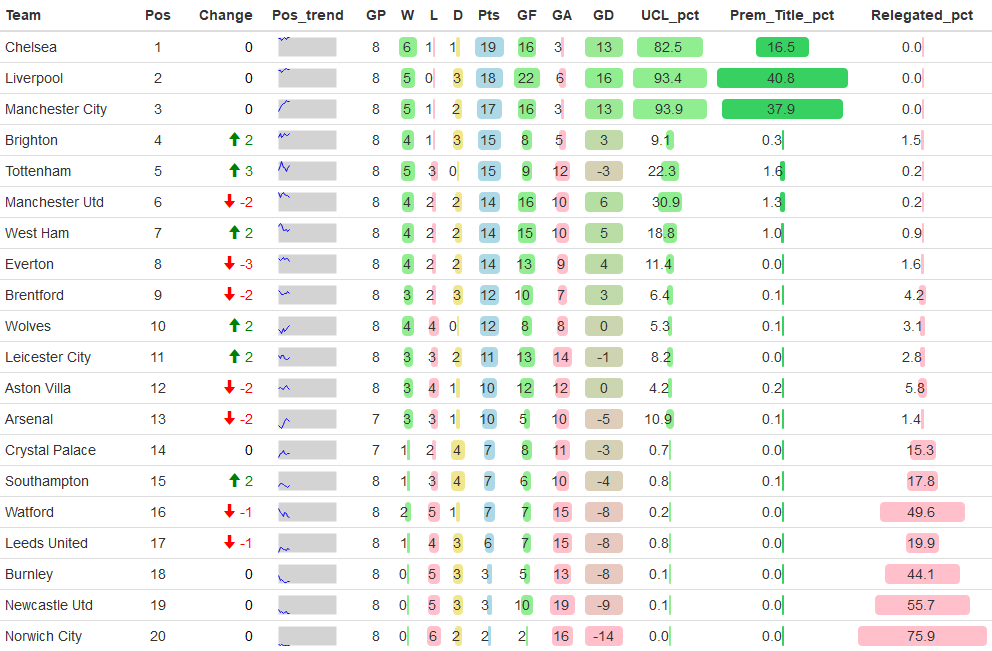 Team Pos Change Pos_trend GP W L D Pts GF GA GD UCL_pct Prem_Title_pct Relegated_pct
Chelsea 1 0 8 6 1 1 19 16 3 13 82.5 16.5 0.0
Liverpool 2 0 8 5 0 3 18 22 6 16 93.4 40.8 0.0
Manchester City 3 0 8 5 1 2 17 16 3 13 93.9 37.9 0.0
Brighton 4 2 8 4 1 3 15 8 5 3 9.1 0.3 1.5
Tottenham 5 3 8 5 3 0 15 9 12 -3 22.3 1.6 0.2
Manchester Utd 6 -2 8 4 2 2 14 16 10 6 30.9 1.3 0.2
West Ham 7 2 8 4 2 2 14 15 10 5 18.8 1.0 0.9
Everton 8 -3 8 4 2 2 14 13 9 4 11.4 0.0 1.6
Brentford 9 -2 8 3 2 3 12 10 7 3 6.4 0.1 4.2
Wolves 10 2 8 4 4 0 12 8 8 0 5.3 0.1 3.1
Leicester City 11 2 8 3 3 2 11 13 14 -1 8.2 0.0 2.8
Aston Villa 12 -2 8 3 4 1 10 12 12 0 4.2 0.2 5.8
Arsenal 13 -2 7 3 3 1 10 5 10 -5 10.9 0.1 1.4
Crystal Palace 14 0 7 1 2 4 7 8 11 -3 0.7 0.0 15.3
Southampton 15 2 8 1 3 4 7 6 10 -4 0.8 0.1 17.8
Watford 16 -1 8 2 5 1 7 7 15 -8 0.2 0.0 49.6
Leeds United 17 -1 8 1 4 3 6 7 15 -8 0.8 0.0 19.9
Burnley 18 0 8 0 5 3 3 5 13 -8 0.1 0.0 44.1
Newcastle Utd 19 0 8 0 5 3 3 10 19 -9 0.1 0.0 55.7
Norwich City 20 0 8 0 6 2 2 2 16 -14 0.0 0.0 75.9